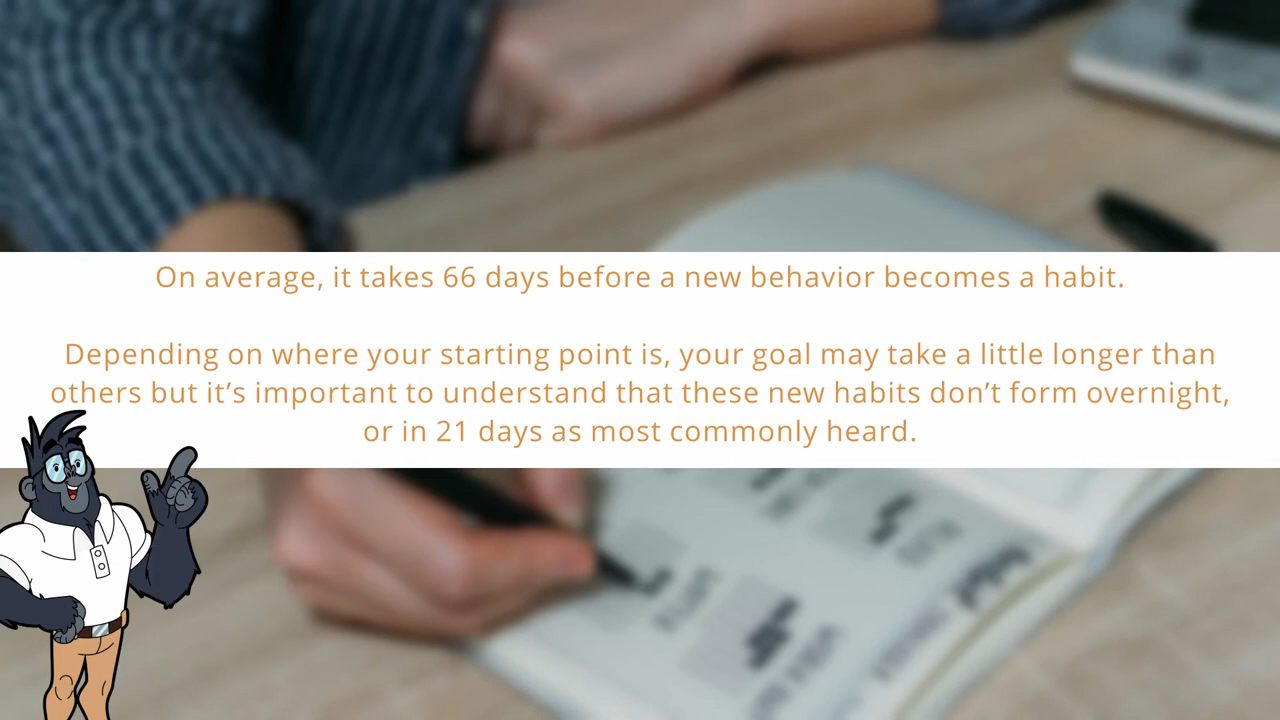 On average, it takes 66 days before a new behavior becomes a habit.
Depending on where your starting point is, your goal may take a little longer than
others but it’s important to understand that these new habits don’t form overnight,
or in 21 days as most commonly heard.